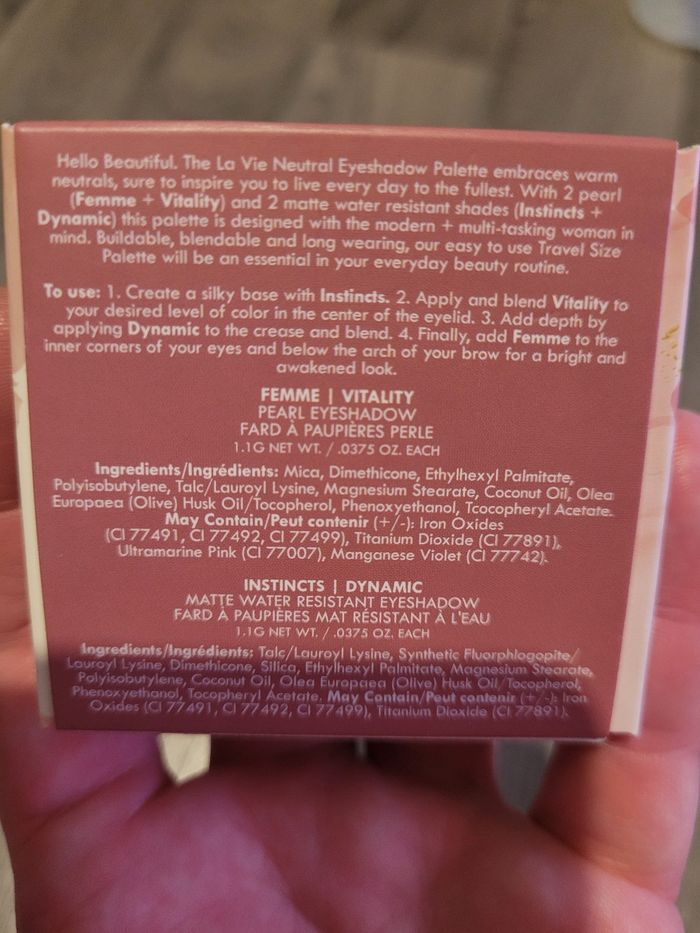 Hello Beautiful. The La Vie Neutral Eyeshadow Palette embraces warm
neutrals, sure to inspire you to live every day to the fullest. With 2 pearl
(Femme + Vitality) and 2 matte water resistant shades (Instincts +
Dynamic) this palette is designed with the modern + multi-tasking woman in
mind. Buildable, blendable and long wearing, our easy to use Travel Size
Palette will be an essential in your everyday beauty routine.
To use: 1. Create a silky base with Instincts. 2. Apply and blend Vitality to
your desired level of color in the center of the eyelid. 3. Add depth by
applying Dynamic to the crease and blend. 4. Finally, add Femme to the
inner corners of your eyes and below the arch of your brow for a bright and
awakened look.
FEMME | VITALITY
PEARL EYESHADOW
FARD À PAUPIÈRES PERLE
1.1G NET WT. / .0375 OZ. EACH
Ingredients/Ingrédients: Mica, Dimethicone, Ethylhexyl Palmitate,
Polyisobutylene, Talc/Lauroyl Lysine, Magnesium Stearate, Coconut Oil, Olea
Europaea (Olive) Husk Oil/Tocopherol, Phenoxyethanol, Tcocopheryl Acetate.
May Contain/Peut contenir (+/-): Iron Oxides
(CI 77491, CI 77492, CI 77499), Titanium Dioxide (CI 77891),
Ultramarine Pink (CI 77007), Manganese Violet (CI 77742).
INSTINCTS | DYNAMIC
MATTE WATER RESISTANT EYESHADOW
FARD À PAUPIÈRES MAT RÉSISTANT À L'EAU
1.1G NET WT. / .0375 OZ. EACH
Ingredients/Ingrédients: Talc/Lauroyl Lysine, Synthetic Fluorphlogopite/
Lauroyl Lysine, Dimethicone, Silica, Ethylhexyl Palmitate, Magnesium Stearate,
Polyisobutylene, Coconut Oil, Olea Europaea (Olive) Husk Oil/Tocopherol,
Phenoxyethanol, Tocopheryl Acetate. May Contain/Peut contenir (+/-): Iron
Oxides (CI 77491, CI 77492, CI 77499), Titanium Dioxide (CI 77891).